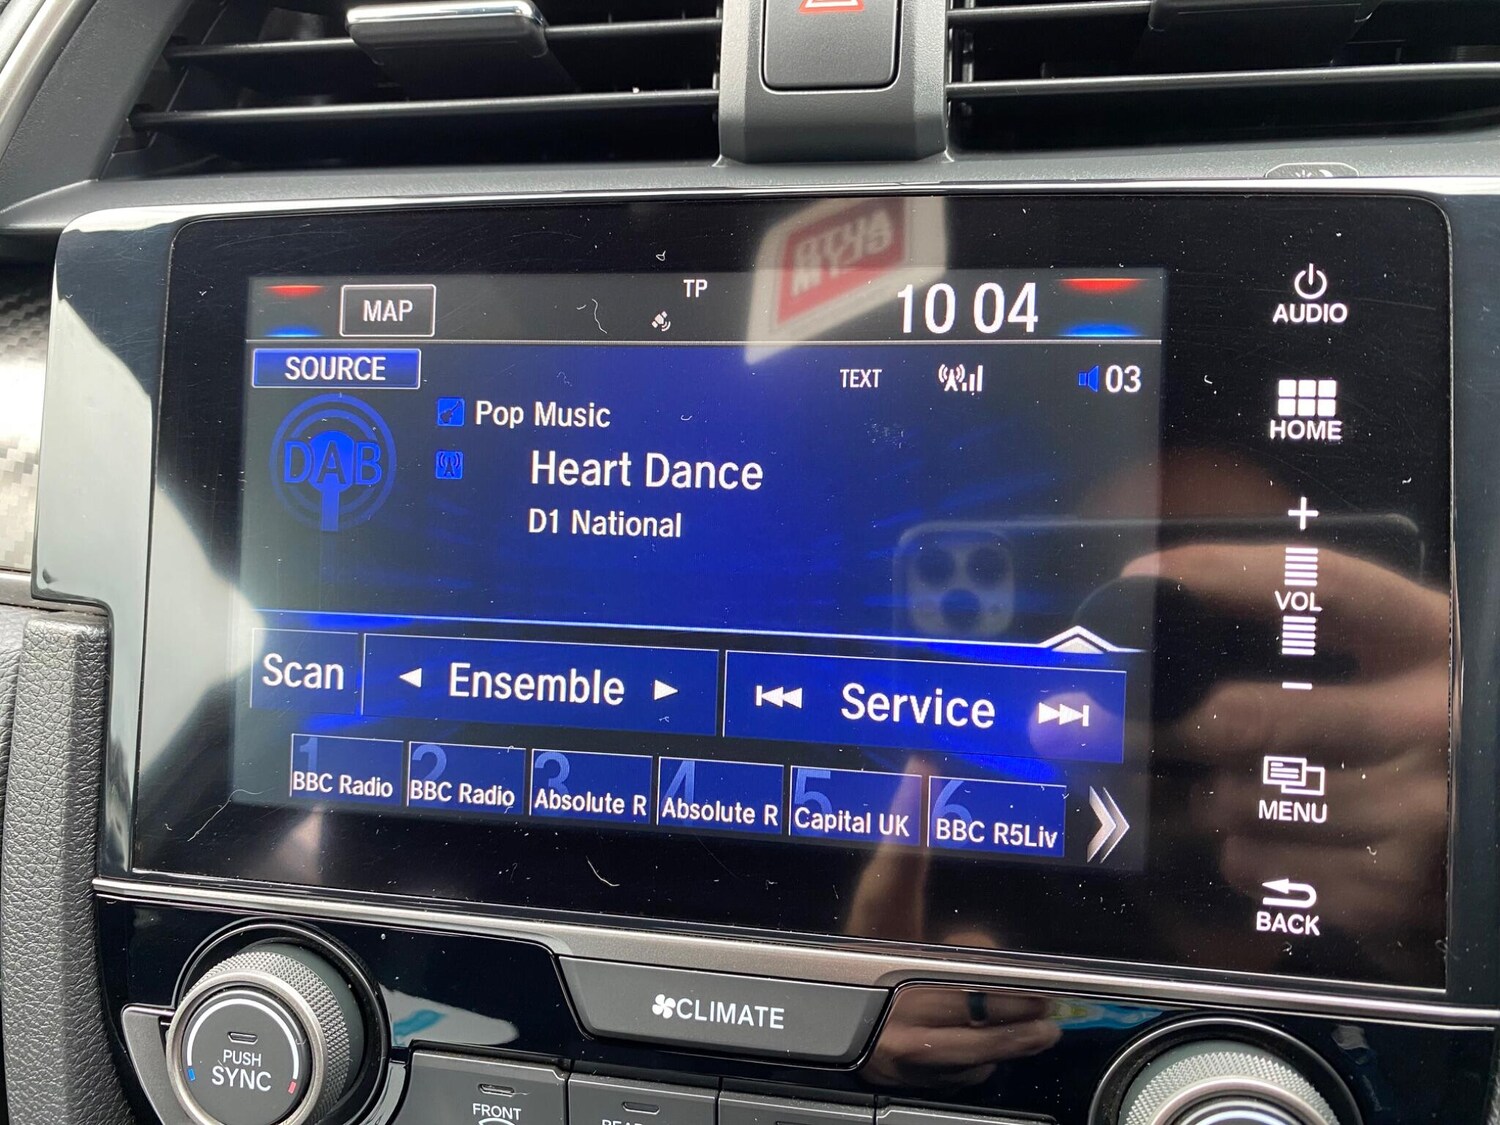 MAP
TP
10 04
AUDIO
SOURCE
TEXT
03
DAB
Pop Music
Heart Dance
D1 National
HOME
+
VOL
−
Scan
Ensemble
Service
1 BBC Radio
2 BBC Radio
3 Absolute R
4 Absolute R
5 Capital UK
6 BBC R5Liv
MENU
BACK
CLIMATE
PUSH
SYNC
FRONT